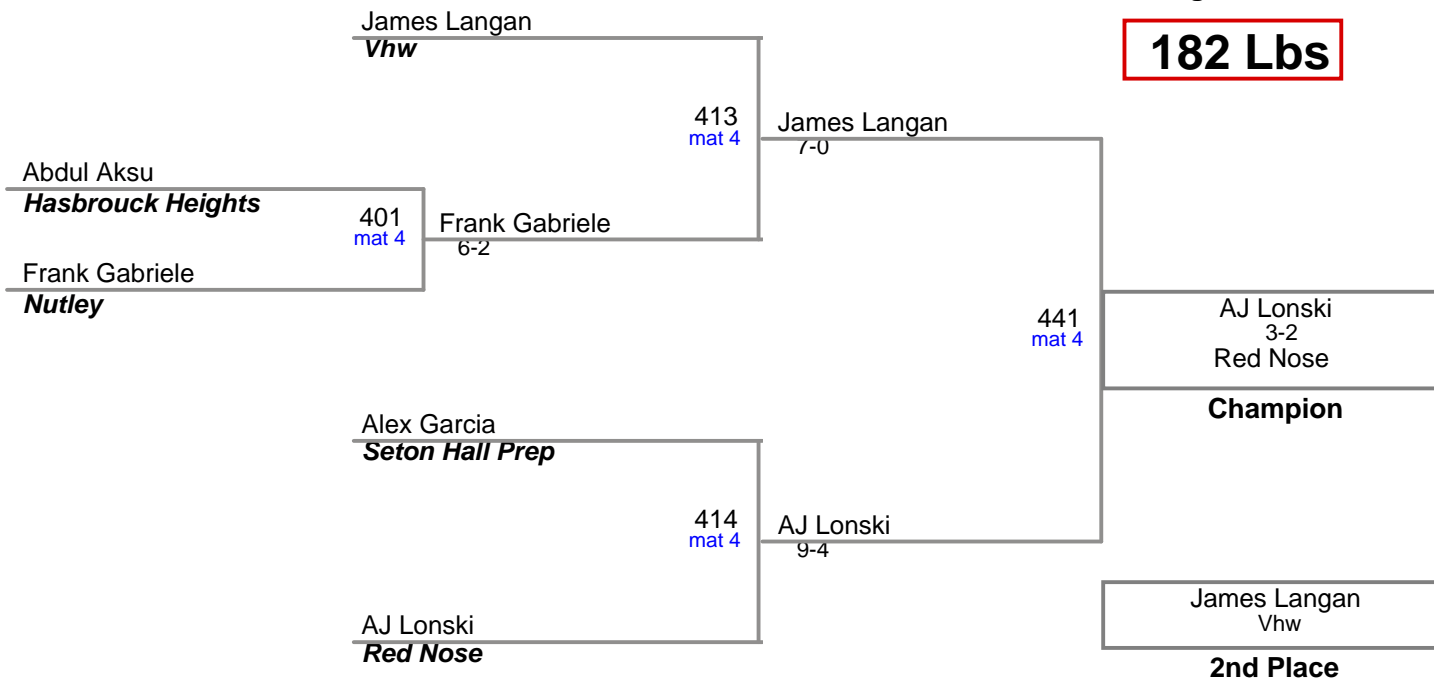 182 Lbs
James Langan
Vhw
413
mat 4
James Langan
7-0
Abdul Aksu
Hasbrouck Heights
401
mat 4
Frank Gabriele
6-2
Frank Gabriele
Nutley
441
mat 4
AJ Lonski
3-2
Red Nose
Champion
Alex Garcia
Seton Hall Prep
414
mat 4
AJ Lonski
9-4
AJ Lonski
Red Nose
James Langan
Vhw
2nd Place